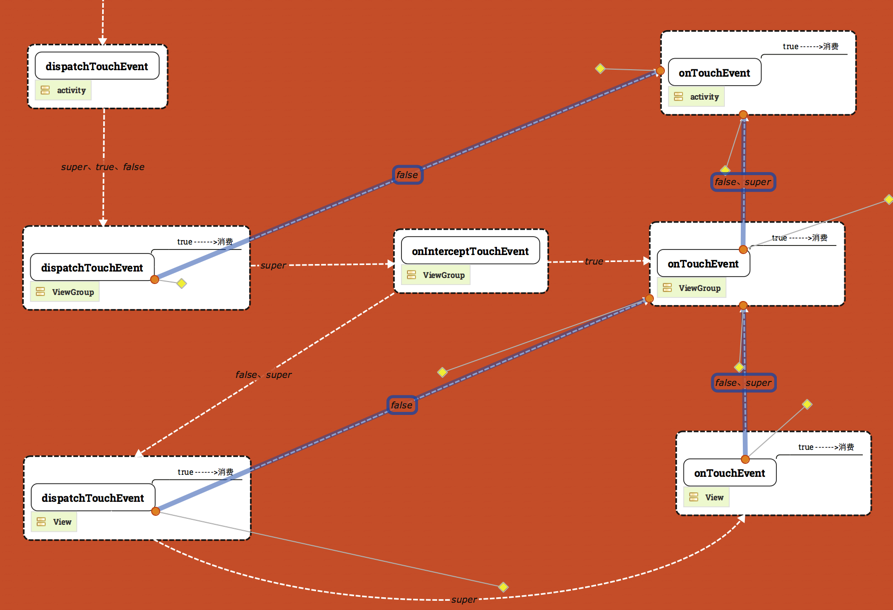 dispatchTouchEvent
activity
true ------>消费
onTouchEvent
activity
super、true、false
false
false、super
true ------>消费
dispatchTouchEvent
ViewGroup
super
onInterceptTouchEvent
ViewGroup
true
true ------>消费
onTouchEvent
ViewGroup
false、super
false
false、super
true ------>消费
dispatchTouchEvent
View
true ------>消费
onTouchEvent
View
super